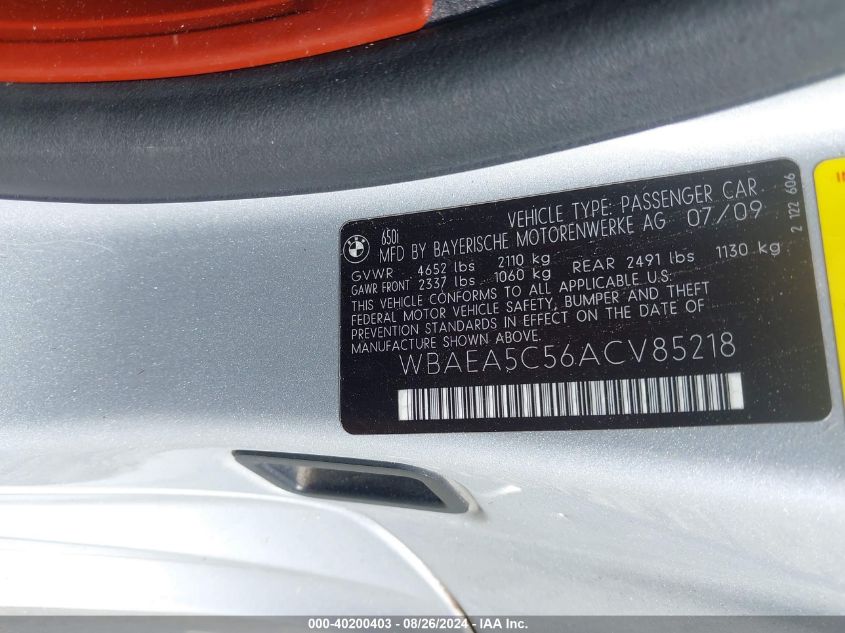 BMW
650i
VEHICLE TYPE: PASSENGER CAR
MFD BY BAYERISCHE MOTORENWERKE AG 07/09
GVWR 4652 lbs 2110 kg
GAWR FRONT 2337 lbs 1060 kg REAR 2491 lbs 1130 kg
THIS VEHICLE CONFORMS TO ALL APPLICABLE U.S.
FEDERAL MOTOR VEHICLE SAFETY, BUMPER AND THEFT
PREVENTION STANDARDS IN EFFECT ON THE DATE OF
MANUFACTURE SHOWN ABOVE.
WBAEA5C56ACV85218
2 122 606
000-40200403 - 08/26/2024 - IAA Inc.